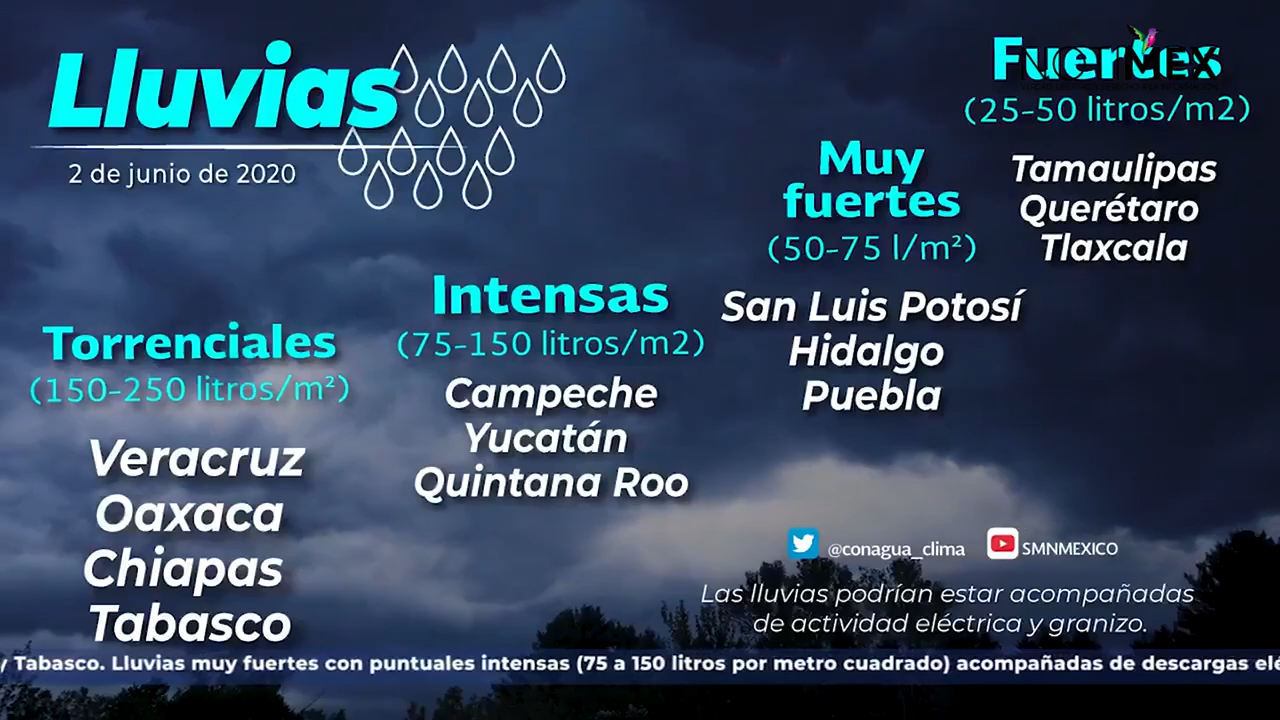 Lluvias
2 de junio de 2020
Torrenciales
(150-250 litros/m²)
Veracruz
Oaxaca
Chiapas
Tabasco
Intensas
(75-150 litros/m2)
Campeche
Yucatán
Quintana Roo
Muy
fuertes
(50-75 l/m²)
San Luis Potosí
Hidalgo
Puebla
Fuertes
(25-50 litros/m2)
Tamaulipas
Querétaro
Tlaxcala
@conagua_clima
SMNMEXICO
Las lluvias podrían estar acompañadas
de actividad eléctrica y granizo.
y Tabasco. Lluvias muy fuertes con puntuales intensas (75 a 150 litros por metro cuadrado) acompañadas de descargas elé